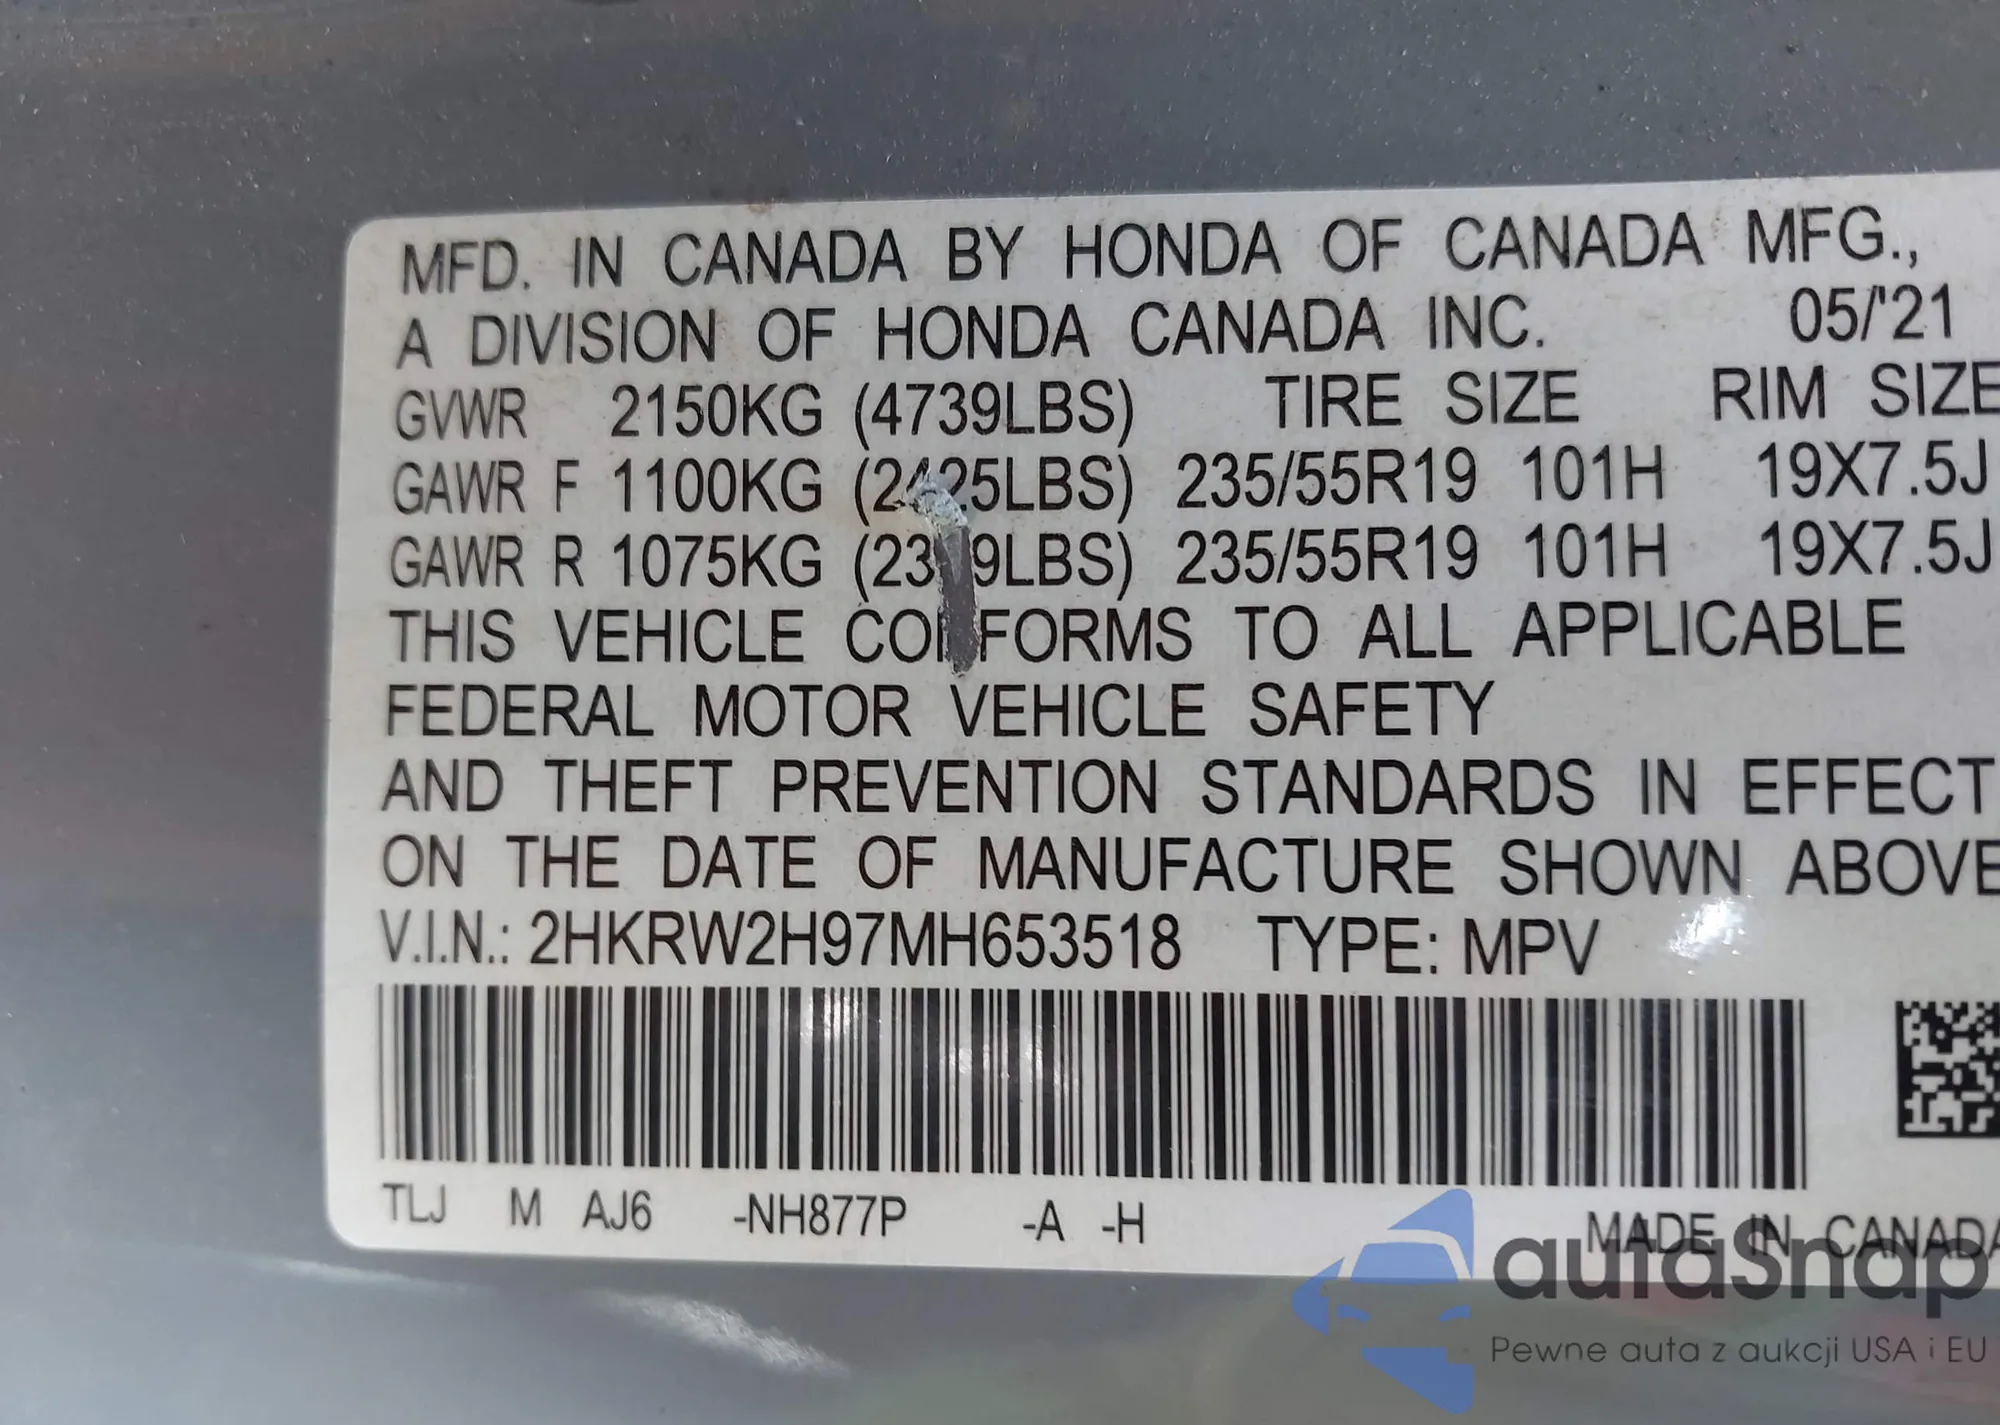 MFD. IN CANADA BY HONDA OF CANADA MFG.,
A DIVISION OF HONDA CANADA INC. 05/'21
GVWR 2150KG (4739LBS) TIRE SIZE RIM SIZE
GAWR F 1100KG (2425LBS) 235/55R19 101H 19X7.5J
GAWR R 1075KG 235/55R19 101H 19X7.5J
THIS VEHICLE CONFORMS TO ALL APPLICABLE
FEDERAL MOTOR VEHICLE SAFETY
AND THEFT PREVENTION STANDARDS IN EFFECT
ON THE DATE OF MANUFACTURE SHOWN ABOVE
V.I.N.: 2HKRW2H97MH653518 TYPE: MPV
TLJ M AJ6 -NH877P -A -H
MADE IN CANADA
autoSnap
Pewne auta z aukcji USA i EU